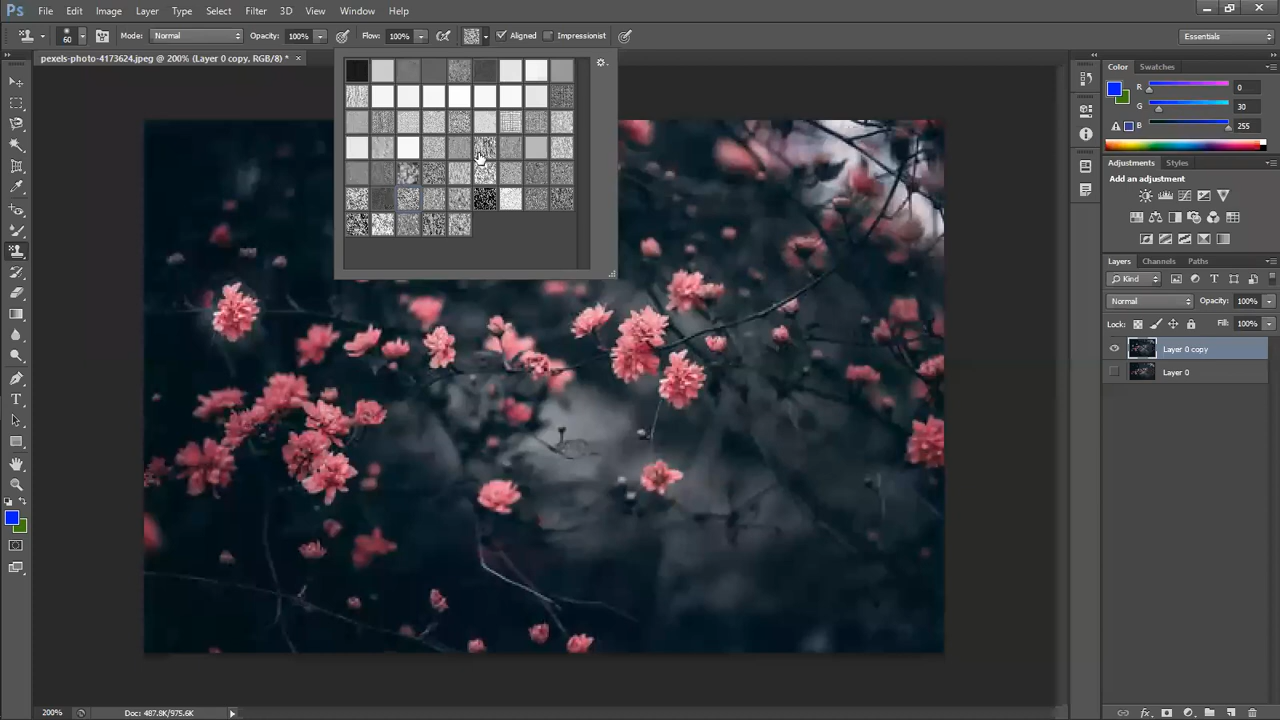 Ps File Edit Image Layer Type Select Filter 3D View Window Help
60 Mode: Normal Opacity: 100% Flow: 100% Aligned Impressionist Essentials
pexels-photo-4173624.jpeg @ 200% (Layer 0 copy, RGB/8) * ×
Color Swatches
R 0
G 30
B 255
Adjustments Styles
Add an adjustment
Layers Channels Paths
Kind
Normal Opacity: 100%
Lock: Fill: 100%
Layer 0 copy
Layer 0
200% Doc: 487.8K/975.6K